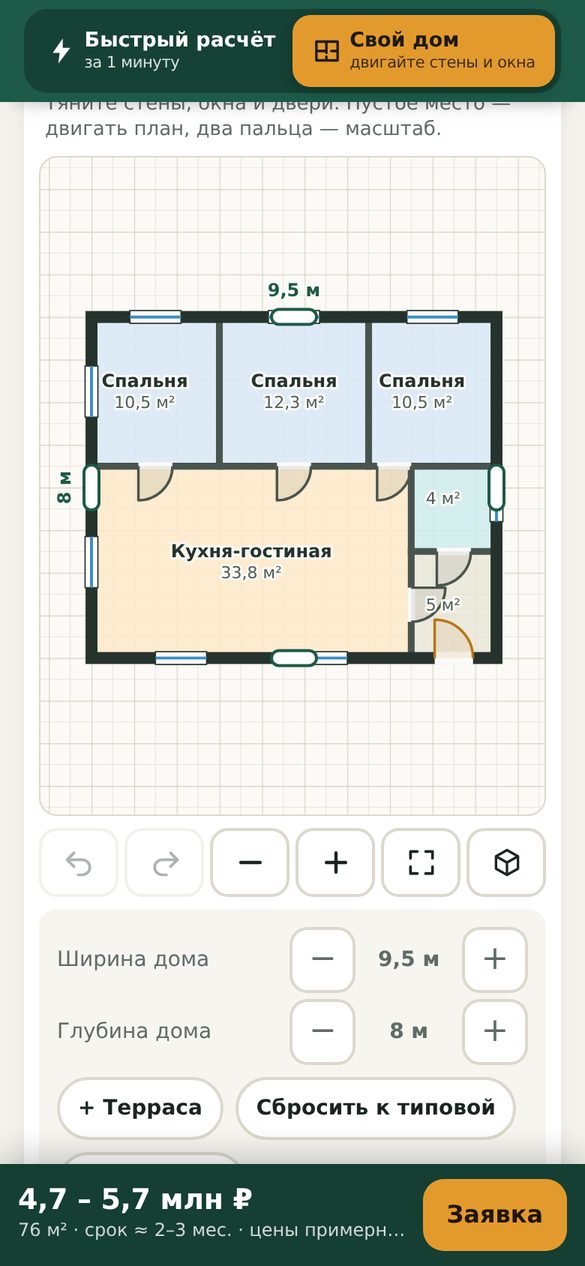 Быстрый расчёт
за 1 минуту
Свой дом
двигайте стены и окна
Тяните стены, окна и двери. Пустое место —
двигать план, два пальца — масштаб.
9,5 м
Спальня
10,5 м²
Спальня
12,3 м²
Спальня
10,5 м²
8 м
4 м²
Кухня-гостиная
33,8 м²
5 м²
Ширина дома
9,5 м
Глубина дома
8 м
+ Терраса
Сбросить к типовой
4,7 – 5,7 млн ₽
76 м² · срок ≈ 2–3 мес. · цены примерн…
Заявка